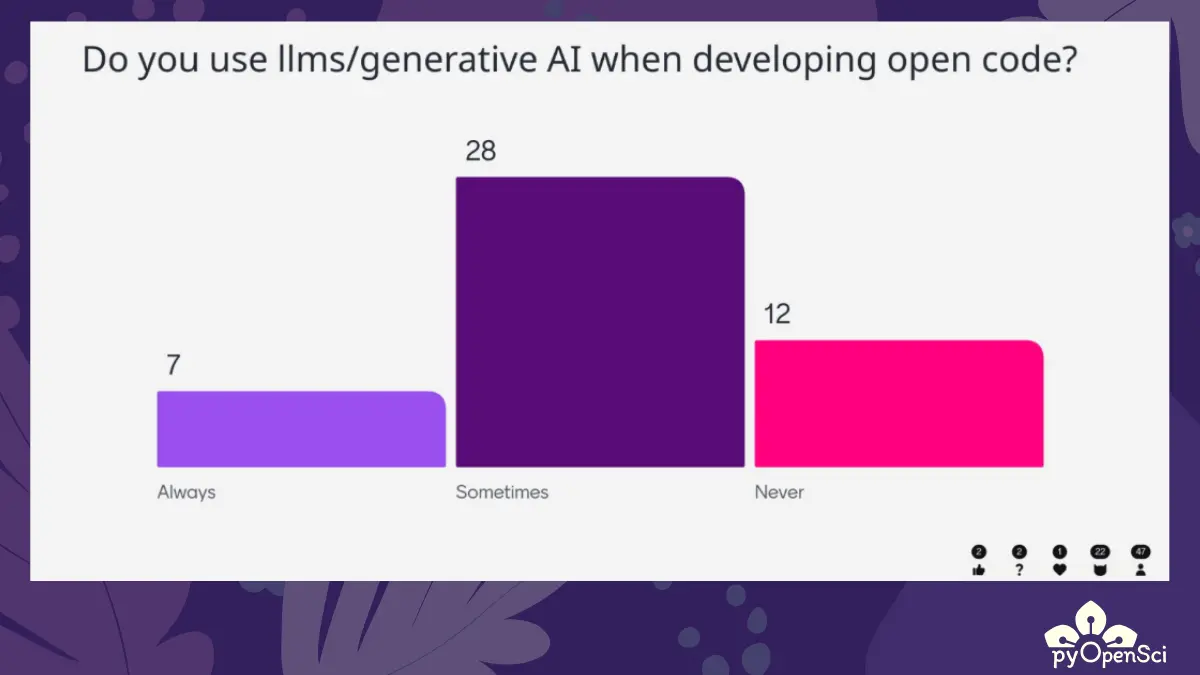 Do you use llms/generative AI when developing open code?
28
12
7
Always Sometimes Never
2 2 1 22 47
?
pyOpenSci